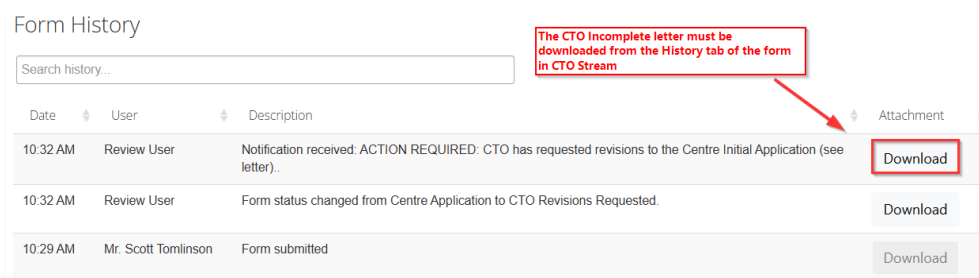 Form History
The CTO Incomplete letter must be
downloaded from the History tab of the form
in CTO Stream
Search history...
Date User Description Attachment
10:32 AM Review User Notification received: ACTION REQUIRED: CTO has requested revisions to the Centre Initial Application (see
letter)..
Download
10:32 AM Review User Form status changed from Centre Application to CTO Revisions Requested.
Download
10:29 AM Mr. Scott Tomlinson Form submitted
Download